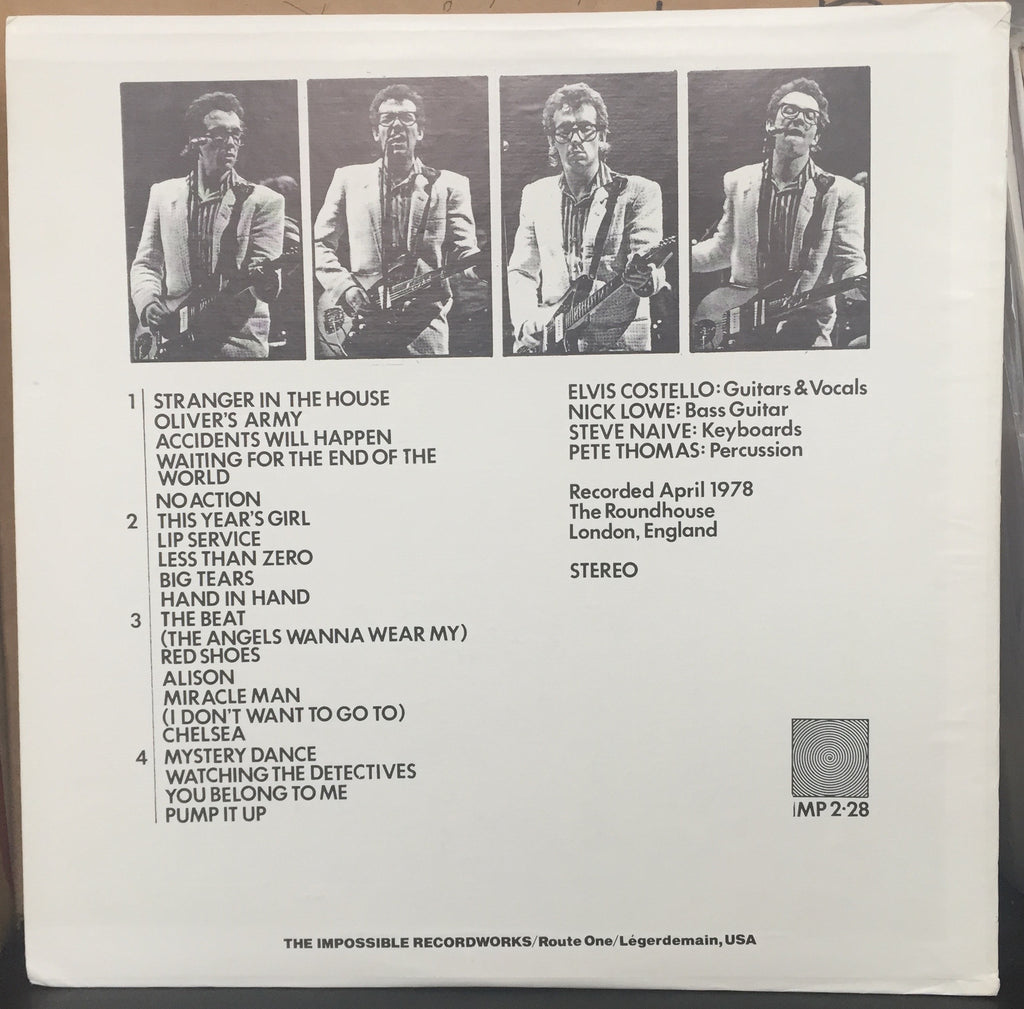 1 STRANGER IN THE HOUSE
OLIVER'S ARMY
ACCIDENTS WILL HAPPEN
WAITING FOR THE END OF THE
WORLD
NO ACTION
2 THIS YEAR'S GIRL
LIP SERVICE
LESS THAN ZERO
BIG TEARS
HAND IN HAND
3 THE BEAT
(THE ANGELS WANNA WEAR MY)
RED SHOES
ALISON
MIRACLE MAN
(I DON'T WANT TO GO TO)
CHELSEA
4 MYSTERY DANCE
WATCHING THE DETECTIVES
YOU BELONG TO ME
PUMP IT UP
ELVIS COSTELLO: Guitars & Vocals
NICK LOWE: Bass Guitar
STEVE NAIVE: Keyboards
PETE THOMAS: Percussion
Recorded April 1978
The Roundhouse
London, England
STEREO
IMP 2·28
THE IMPOSSIBLE RECORDWORKS/Route One/Légerdemain, USA